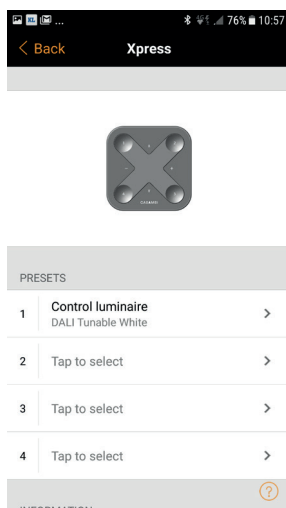 76% 10:57
< Back Xpress
CASAMBI
PRESETS
1 Control luminaire
DALI Tunable White
2 Tap to select
3 Tap to select
4 Tap to select
?